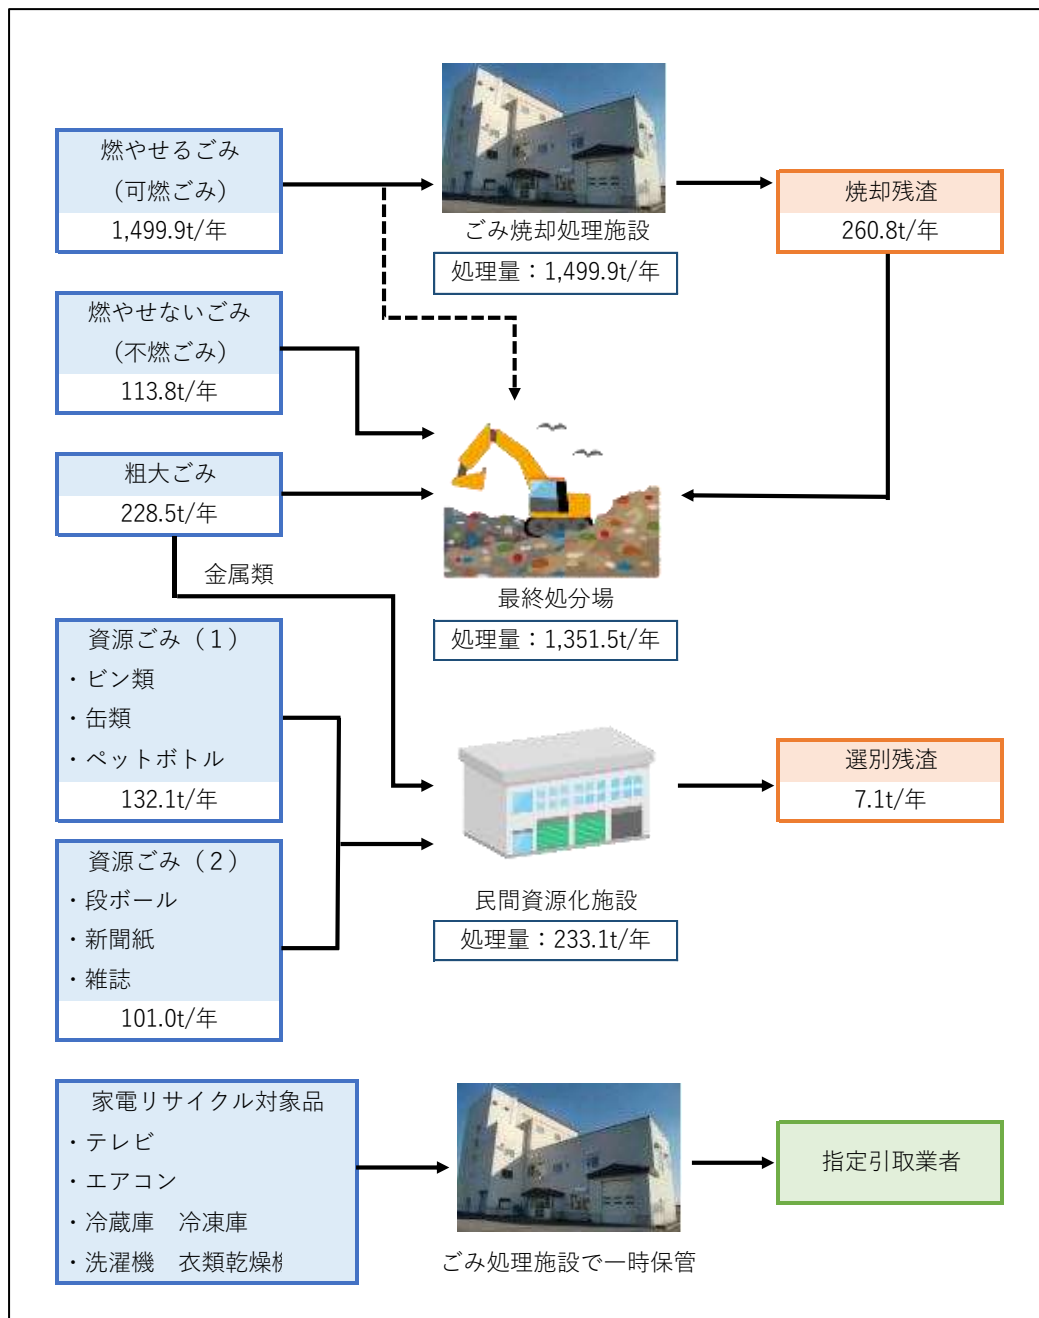 燃やせるごみ
（可燃ごみ）
1,499.9t/年
ごみ焼却処理施設
処理量：1,499.9t/年
焼却残渣
260.8t/年
燃やせないごみ
（不燃ごみ）
113.8t/年
粗大ごみ
228.5t/年
金属類
最終処分場
処理量：1,351.5t/年
資源ごみ（１）
・ビン類
・缶類
・ペットボトル
132.1t/年
資源ごみ（２）
・段ボール
・新聞紙
・雑誌
101.0t/年
民間資源化施設
処理量：233.1t/年
選別残渣
7.1t/年
家電リサイクル対象品
・テレビ
・エアコン
・冷蔵庫　冷凍庫
・洗濯機　衣類乾燥機
ごみ処理施設で一時保管
指定引取業者